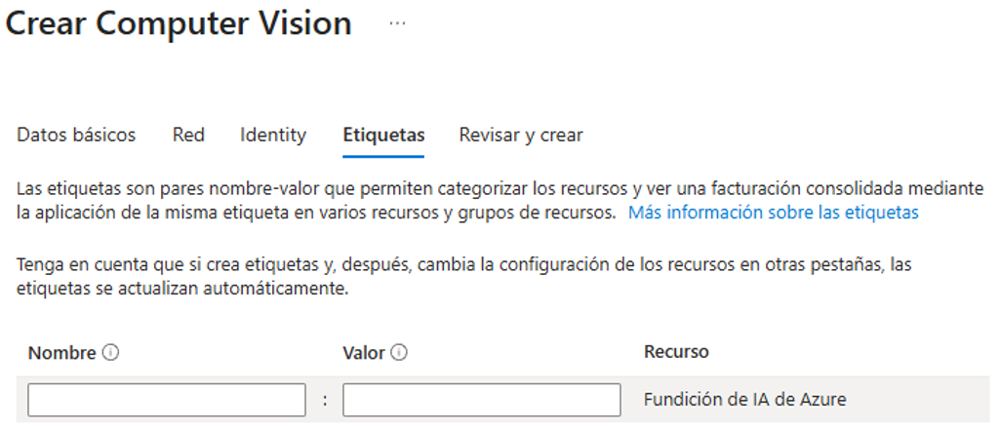 Crear Computer Vision ...
Datos básicos Red Identity Etiquetas Revisar y crear
Las etiquetas son pares nombre-valor que permiten categorizar los recursos y ver una facturación consolidada mediante
la aplicación de la misma etiqueta en varios recursos y grupos de recursos. Más información sobre las etiquetas
Tenga en cuenta que si crea etiquetas y, después, cambia la configuración de los recursos en otras pestañas, las
etiquetas se actualizan automáticamente.
Nombre Valor Recurso
: Fundición de IA de Azure